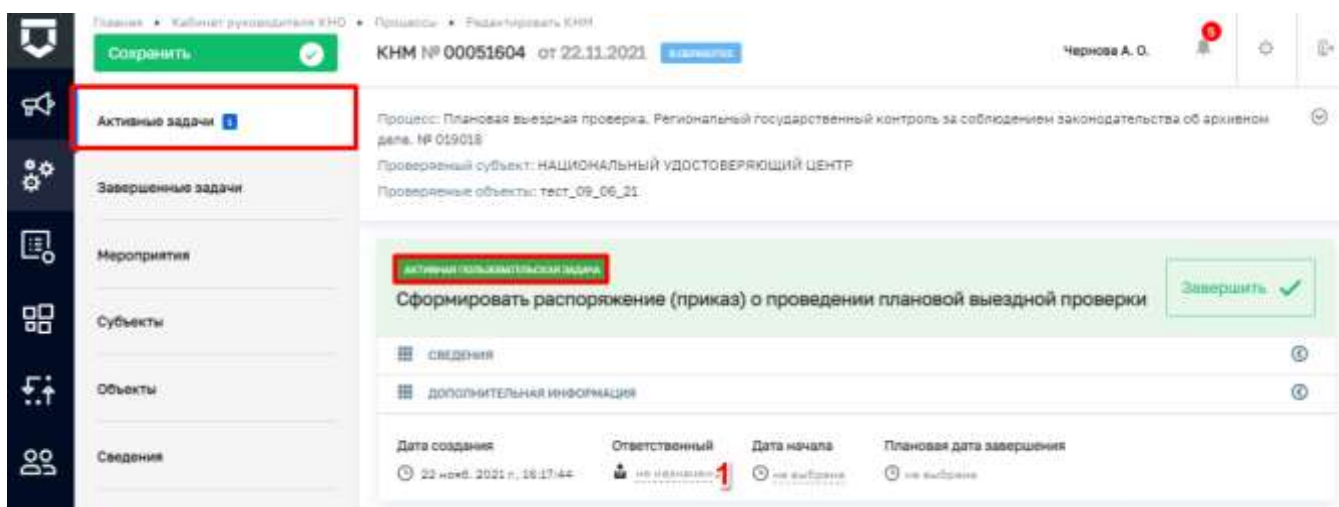 Главная • Кабинет руководителя КНО • Процессы • Редактировать КНМ
Сохранить
КНМ № 00051604 от 22.11.2021 В ОБРАБОТКЕ
Чернова А. О.
5
Активные задачи 1
Процесс: Плановая выездная проверка. Региональный государственный контроль за соблюдением законодательства об архивном
деле. № 019018
Проверяемый субъект: НАЦИОНАЛЬНЫЙ УДОСТОВЕРЯЮЩИЙ ЦЕНТР
Завершенные задачи
Проверяемые объекты: тест_09_06_21
Мероприятия
АКТИВНАЯ ПОЛЬЗОВАТЕЛЬСКАЯ ЗАДАЧА
Сформировать распоряжение (приказ) о проведении плановой выездной проверки
Завершить
Субъекты
СВЕДЕНИЯ
Объекты
ДОПОЛНИТЕЛЬНАЯ ИНФОРМАЦИЯ
Дата создания Ответственный Дата начала Плановая дата завершения
Сведения
22 нояб. 2021 г., 16:17:44 не назначен 1 не выбрана не выбрана